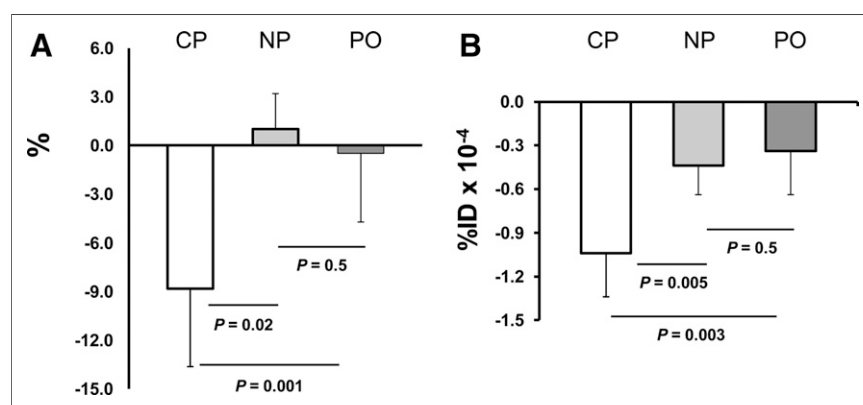 A
CP NP PO
6.0
3.0
0.0
-3.0
-6.0
-9.0
-12.0
-15.0
%
P = 0.5
P = 0.02
P = 0.001
B
CP NP PO
0.0
-0.3
-0.6
-0.9
-1.2
-1.5
%ID x 10-4
P = 0.5
P = 0.005
P = 0.003